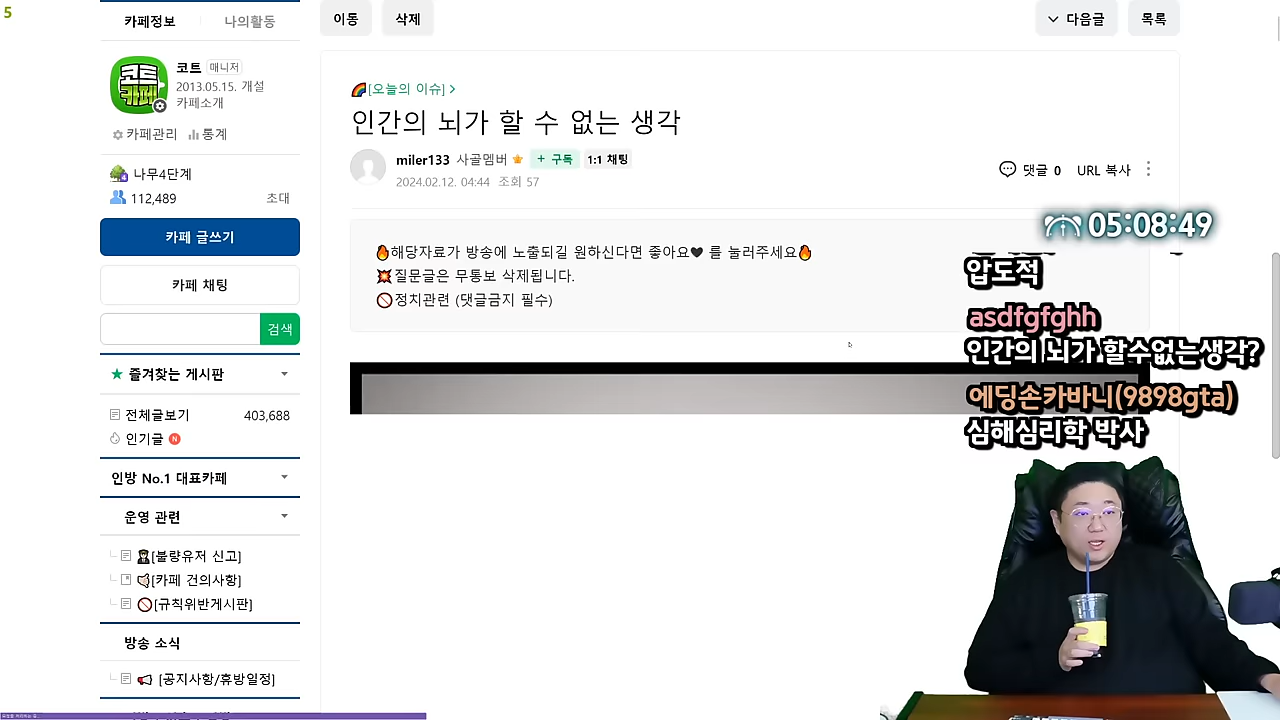 5
카페정보
나의활동
이동
삭제
다음글
목록
코트
카페
코트 매니저
2013.05.15. 개설
카페소개
카페관리
통계
나무4단계
112,489
초대
카페 글쓰기
카페 채팅
검색
★ 즐겨찾는 게시판
전체글보기 403,688
인기글 N
인방 No.1 대표카페
운영 관련
[불량유저 신고]
[카페 건의사항]
[규칙위반게시판]
방송 소식
[공지사항/휴방일정]
🌈[오늘의 이슈] >
인간의 뇌가 할 수 없는 생각
miler133 사골멤버 + 구독 1:1 채팅
2024.02.12. 04:44 조회 57
댓글 0 URL 복사
🔥해당자료가 방송에 노출되길 원하신다면 좋아요🖤 를 눌러주세요🔥
💥질문글은 무통보 삭제됩니다.
🚫정치관련 (댓글금지 필수)
05:08:49
압도적
asdfgfghh
인간의 뇌가 할수없는생각?
에딩손카바니(9898gta)
심해심리학 박사